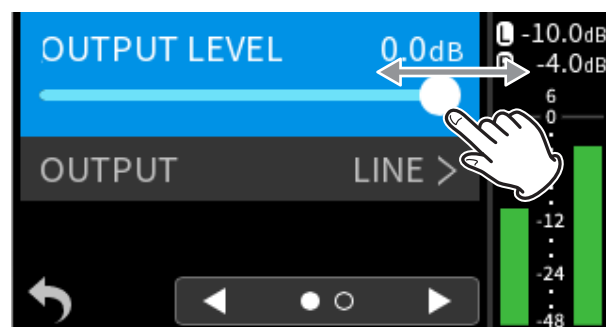 OUTPUT LEVEL 0.0dB
OUTPUT LINE >
L -10.0dB
-4.0dB
6
0
-12
-24
-48